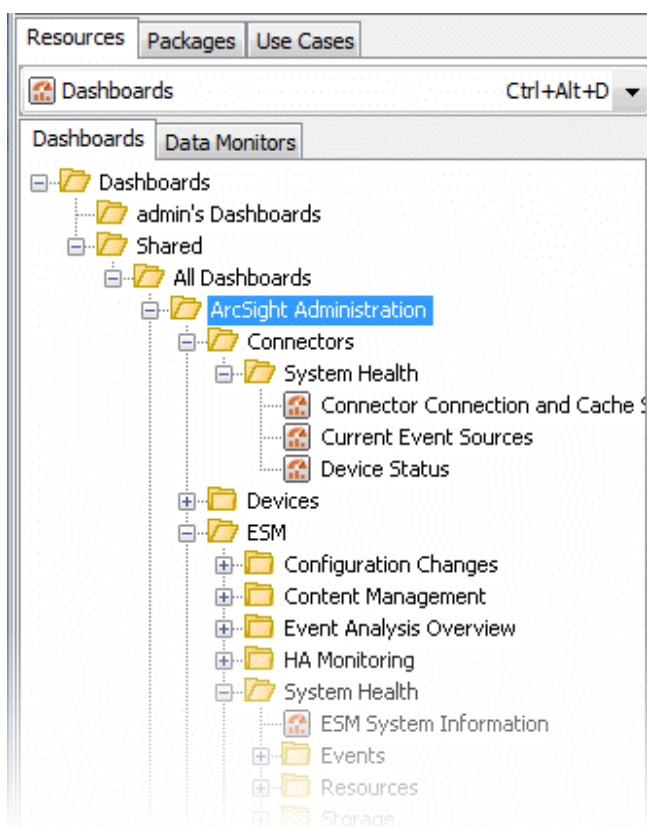 Resources Packages Use Cases
Dashboards Ctrl+Alt+D
Dashboards Data Monitors
Dashboards
admin's Dashboards
Shared
All Dashboards
ArcSight Administration
Connectors
System Health
Connector Connection and Cache S
Current Event Sources
Device Status
Devices
ESM
Configuration Changes
Content Management
Event Analysis Overview
HA Monitoring
System Health
ESM System Information
Events
Resources
Storage